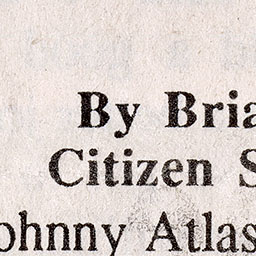 By Bria
Citizen S
ohnny Atlas